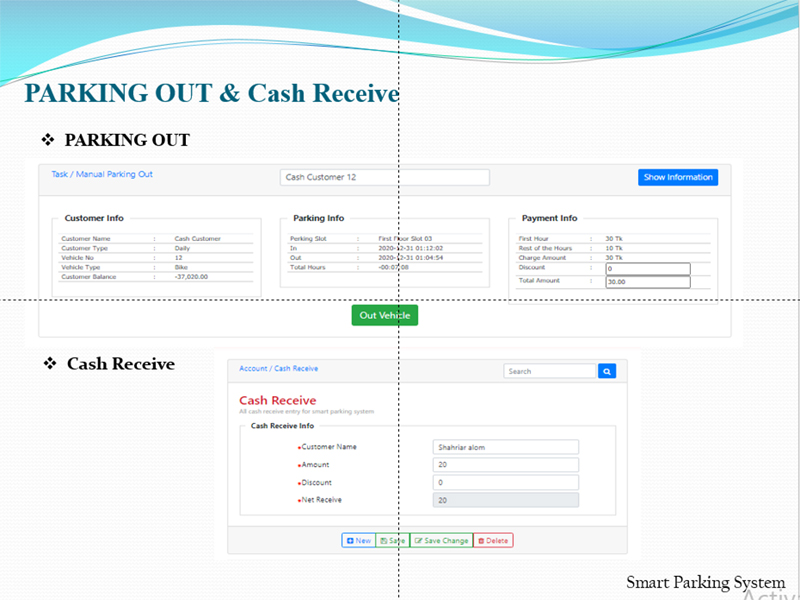 PARKING OUT & Cash Receive
❖ PARKING OUT
Task / Manual Parking Out
Cash Customer 12
Show Information
Customer Info
Customer Name : Cash Customer
Customer Type : Daily
Vehicle No : 12
Vehicle Type : Bike
Customer Balance : -37,020.00
Parking Info
Perking Slot : First Floor Slot 03
In : 2020-12-31 01:12:02
Out : 2020-12-31 01:04:54
Total Hours : -00:07:08
Payment Info
First Hour : 30 Tk
Rest of the Hours : 10 Tk
Charge Amount : 30 Tk
Discount : 0
Total Amount : 30.00
Out Vehicle
❖ Cash Receive
Account / Cash Receive
Search
Cash Receive
All cash receive entry for smart parking system
Cash Receive Info
Customer Name Shahriar alom
Amount 20
Discount 0
Net Receive 20
New Save Save Change Delete
Smart Parking System